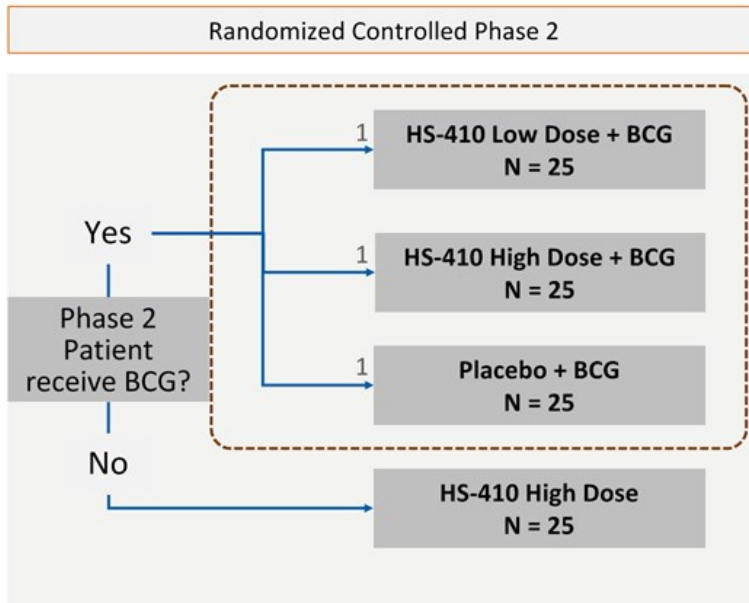 Randomized Controlled Phase 2
1
HS-410 Low Dose + BCG
N = 25
Yes
1
HS-410 High Dose + BCG
N = 25
Phase 2
Patient
receive BCG?
1
Placebo + BCG
N = 25
No
HS-410 High Dose
N = 25